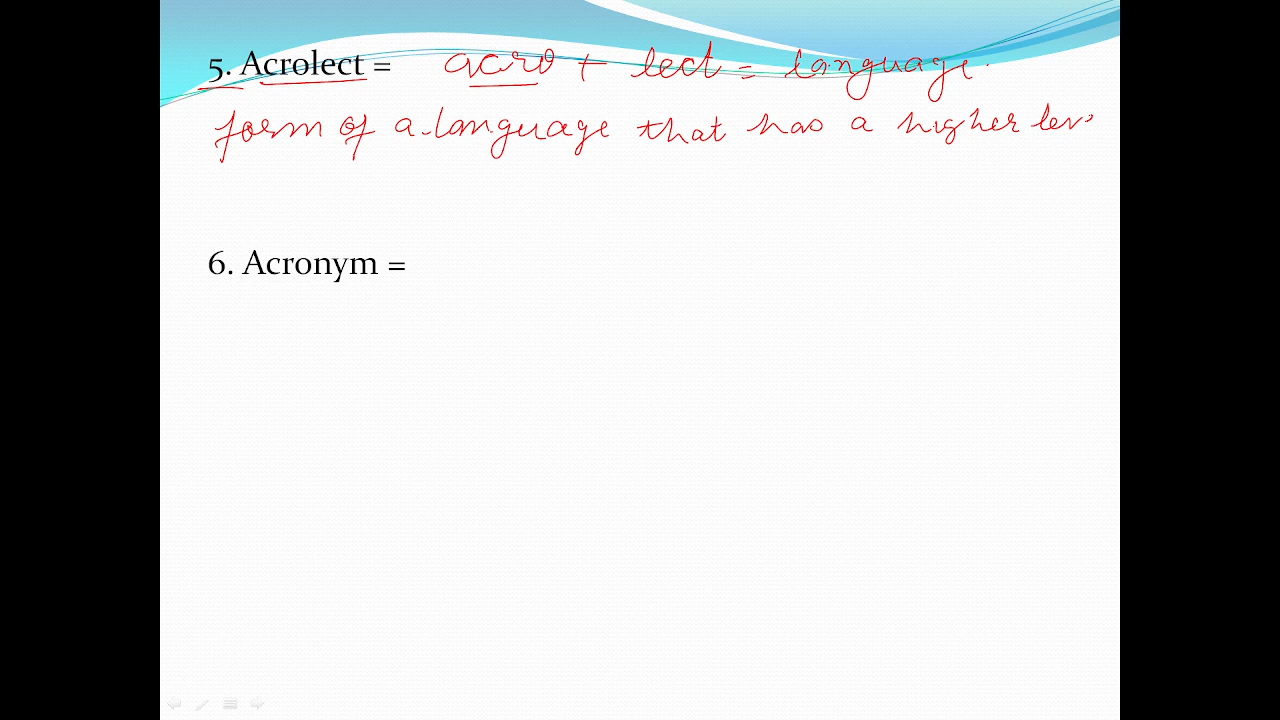 5. Acrolect = acro + lect = language.
form of a language that has a higher lev
6. Acronym =